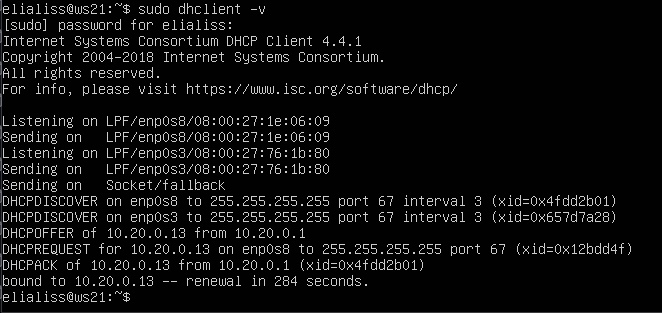 elialiss@ws21:~$ sudo dhclient -v
[sudo] password for elialiss:
Internet Systems Consortium DHCP Client 4.4.1
Copyright 2004-2018 Internet Systems Consortium.
All rights reserved.
For info, please visit https://www.isc.org/software/dhcp/
Listening on LPF/enp0s8/08:00:27:1e:06:09
Sending on   LPF/enp0s8/08:00:27:1e:06:09
Listening on LPF/enp0s3/08:00:27:76:1b:80
Sending on   LPF/enp0s3/08:00:27:76:1b:80
Sending on   Socket/fallback
DHCPDISCOVER on enp0s8 to 255.255.255.255 port 67 interval 3 (xid=0x4fdd2b01)
DHCPDISCOVER on enp0s3 to 255.255.255.255 port 67 interval 3 (xid=0x657d7a28)
DHCPOFFER of 10.20.0.13 from 10.20.0.1
DHCPREQUEST for 10.20.0.13 on enp0s8 to 255.255.255.255 port 67 (xid=0x12bdd4f)
DHCPACK of 10.20.0.13 from 10.20.0.1 (xid=0x4fdd2b01)
bound to 10.20.0.13 -- renewal in 284 seconds.
elialiss@ws21:~$